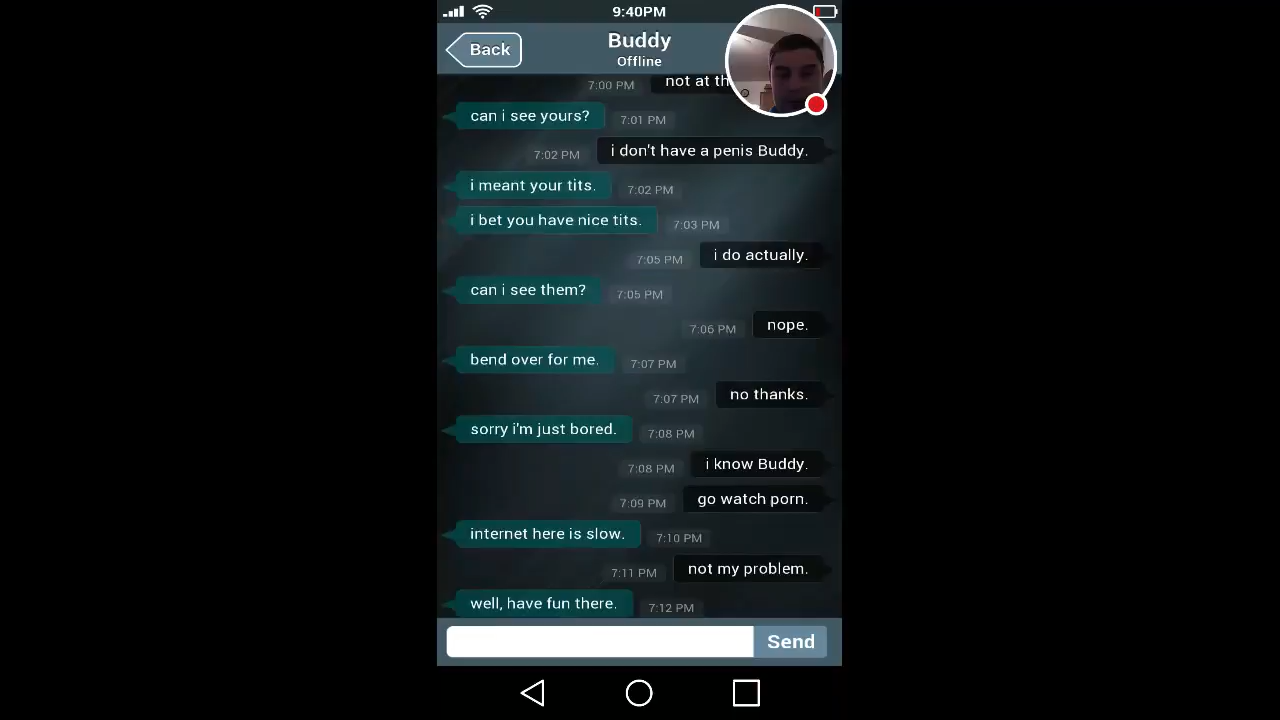 9:40PM
Back
Buddy
Offline
7:00 PM not at th
can i see yours? 7:01 PM
7:02 PM i don't have a penis Buddy.
i meant your tits. 7:02 PM
i bet you have nice tits. 7:03 PM
7:05 PM i do actually.
can i see them? 7:05 PM
7:06 PM nope.
bend over for me. 7:07 PM
7:07 PM no thanks.
sorry i'm just bored. 7:08 PM
7:08 PM i know Buddy.
7:09 PM go watch porn.
internet here is slow. 7:10 PM
7:11 PM not my problem.
well, have fun there. 7:12 PM
Send